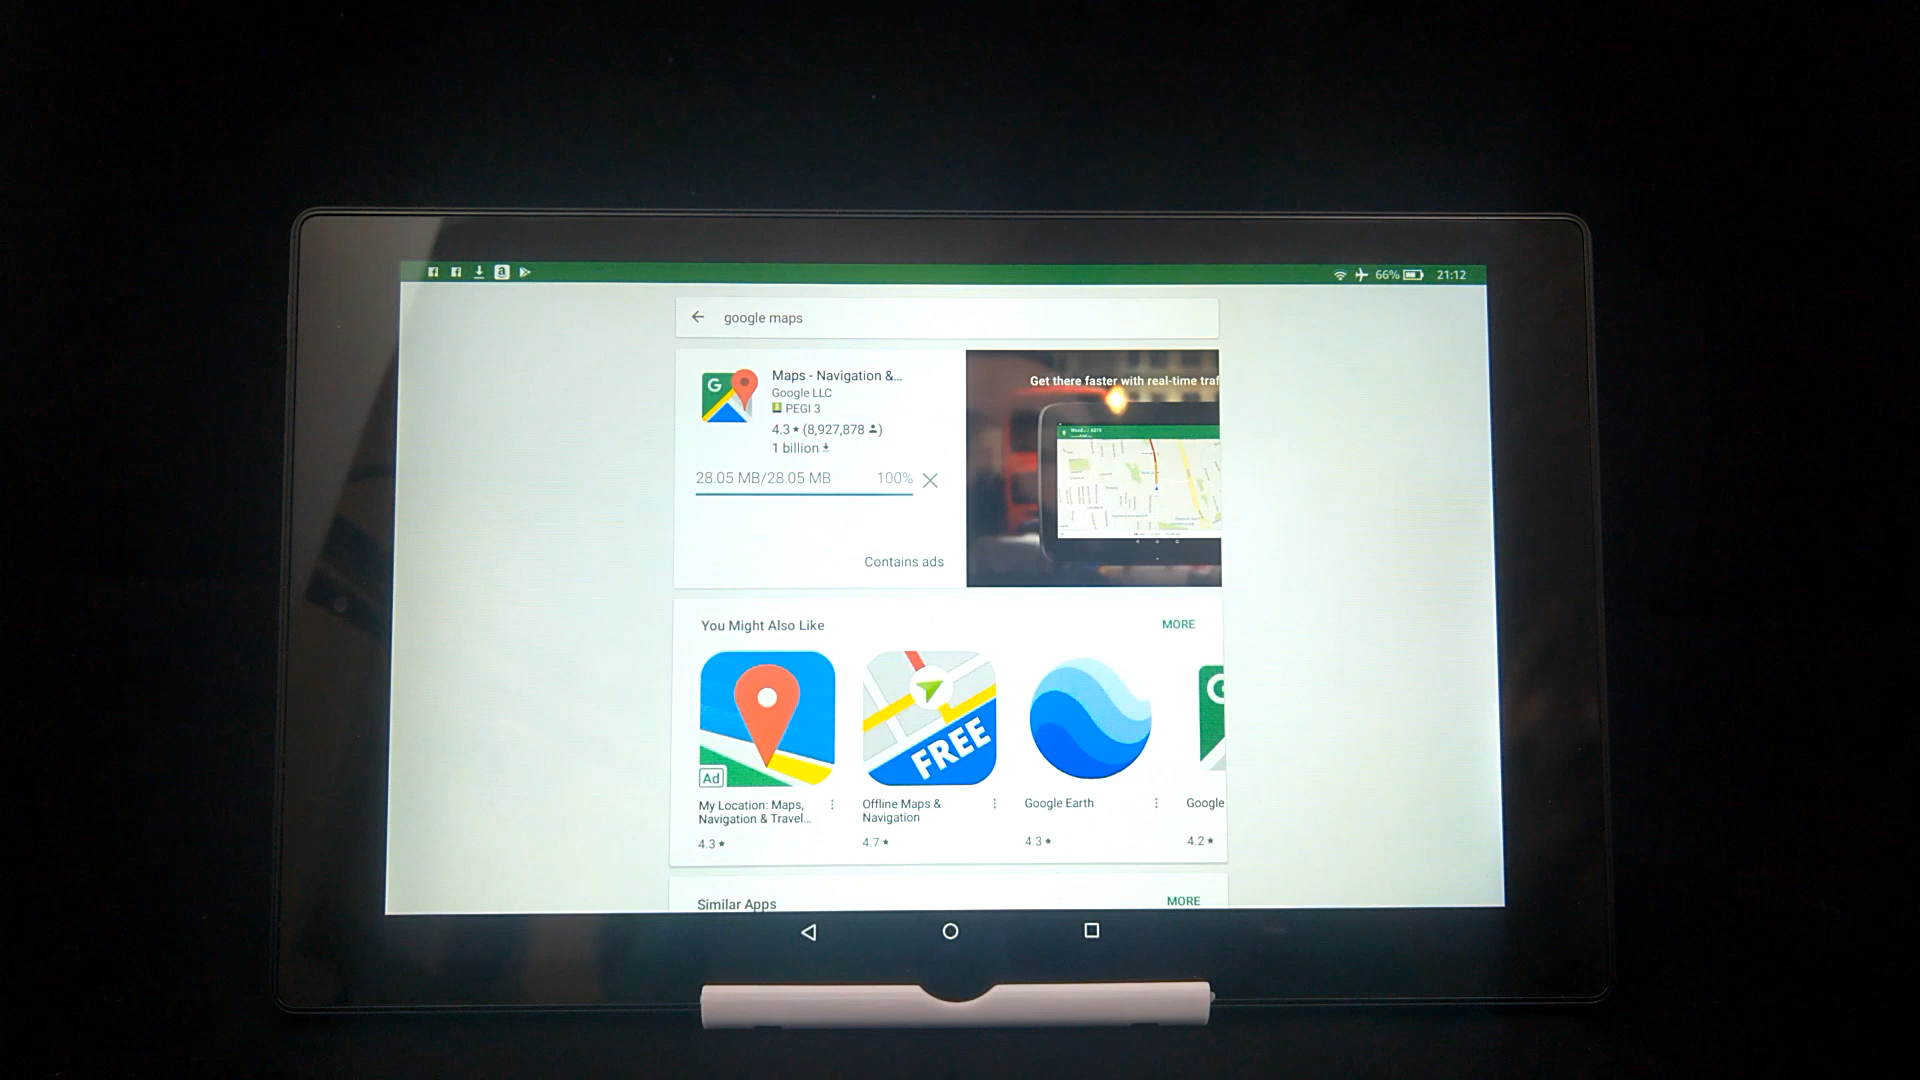 66% 21:12
google maps
Maps - Navigation &...
Google LLC
PEGI 3
4.3 (8,927,878)
1 billion
28.05 MB/28.05 MB 100%
Contains ads
Get there faster with real-time traf
You Might Also Like MORE
Ad
FREE
My Location: Maps,
Navigation & Travel...
4.3
Offline Maps &
Navigation
4.7
Google Earth
4.3
G
Google
4.2
Similar Apps MORE